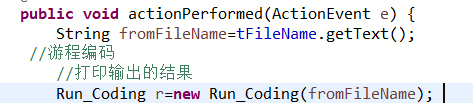 public void actionPerformed(ActionEvent e) {
String fromFileName=tFileName.getText();
//游程编码
//打印输出的结果
Run_Coding r=new Run_Coding(fromFileName);